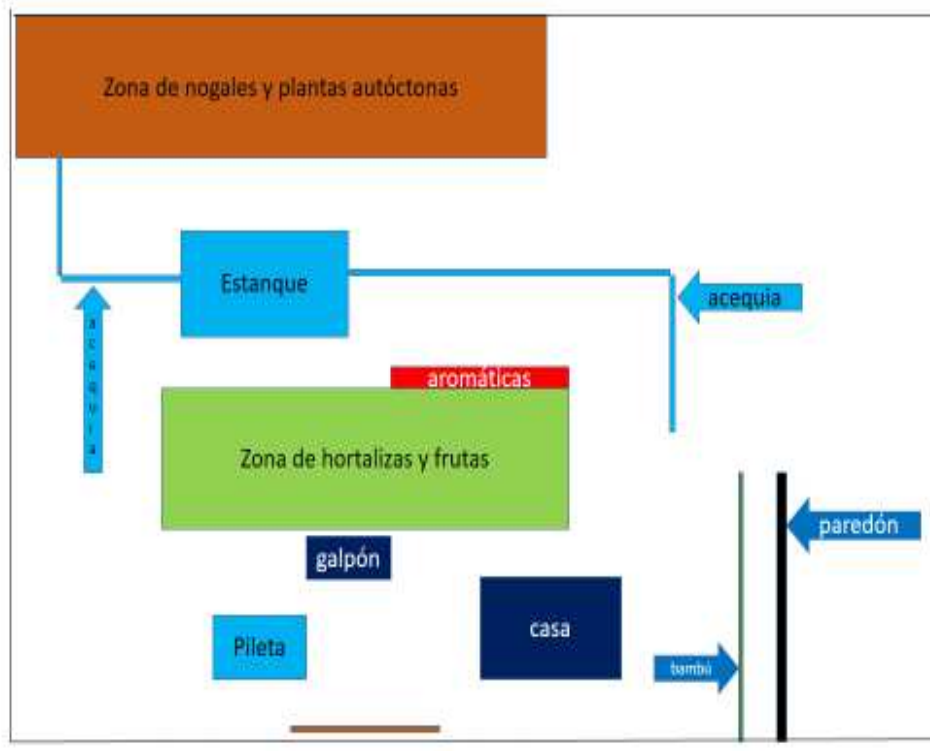 Zona de nogales y plantas autóctonas
Estanque
acequia
acequia
aromáticas
Zona de hortalizas y frutas
paredón
galpón
casa
Pileta
bambú